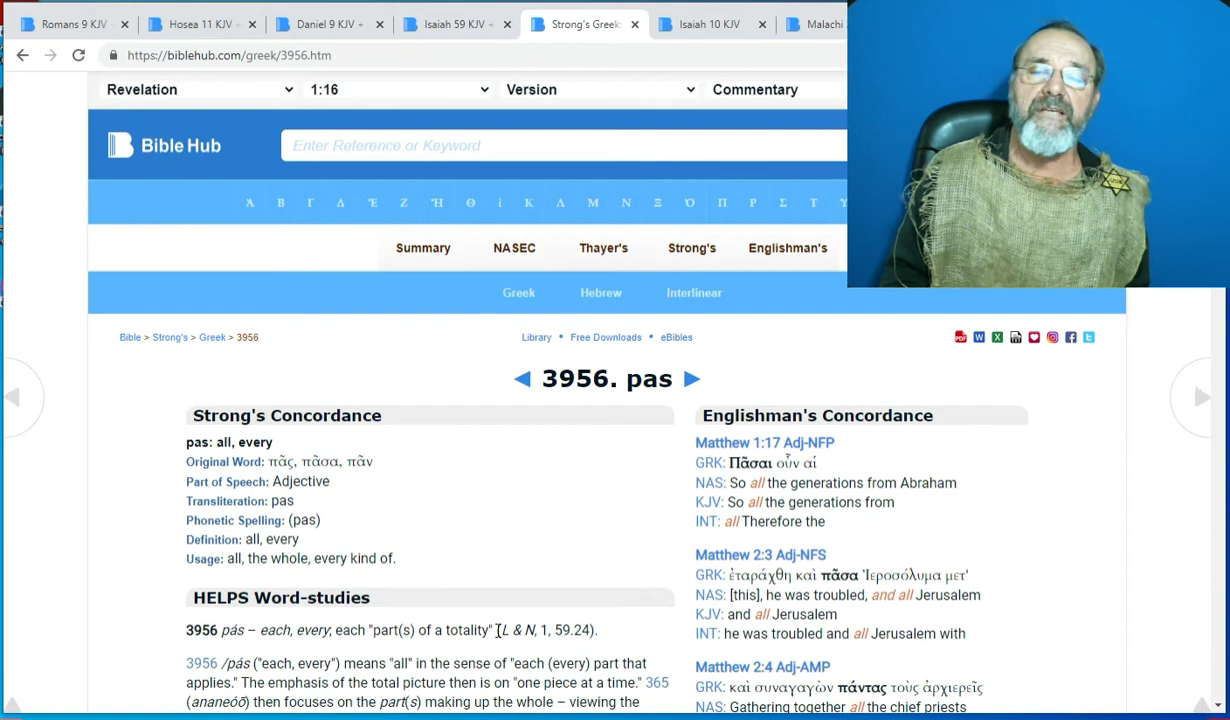 Romans 9 KJV
Hosea 11 KJV
Daniel 9 KJV +
Isaiah 59 KJV
Strong's Greek:
Isaiah 10 KJV
Malachi
https://biblehub.com/greek/3956.htm
Revelation 1:16 Version Commentary
Bible Hub
Enter Reference or Keyword
Α Β Γ Δ Ε Ζ Η Θ Ι Κ Λ Μ Ν Ξ Ο Π Ρ Σ Τ
Summary NASEC Thayer's Strong's Englishman's
Greek Hebrew Interlinear
Bible > Strong's > Greek > 3956
Library • Free Downloads • eBibles
◄ 3956. pas ►
Strong's Concordance
pas: all, every
Original Word: πᾶς, πᾶσα, πᾶν
Part of Speech: Adjective
Transliteration: pas
Phonetic Spelling: (pas)
Definition: all, every
Usage: all, the whole, every kind of.
HELPS Word-studies
3956 pás – each, every; each "part(s) of a totality" (L & N, 1, 59.24).
3956 /pás ("each, every") means "all" in the sense of "each (every) part that
applies." The emphasis of the total picture then is on "one piece at a time." 365
(ananeóō) then focuses on the part(s) making up the whole – viewing the
Englishman's Concordance
Matthew 1:17 Adj-NFP
GRK: Πᾶσαι οὖν αἱ
NAS: So all the generations from Abraham
KJV: So all the generations from
INT: all Therefore the
Matthew 2:3 Adj-NFS
GRK: ἐταράχθη καὶ πᾶσα Ἱεροσόλυμα μετ'
NAS: [this], he was troubled, and all Jerusalem
KJV: and all Jerusalem
INT: he was troubled and all Jerusalem with
Matthew 2:4 Adj-AMP
GRK: καὶ συναγαγὼν πάντας τοὺς ἀρχιερεῖς
NAS: Gathering together all the chief priests